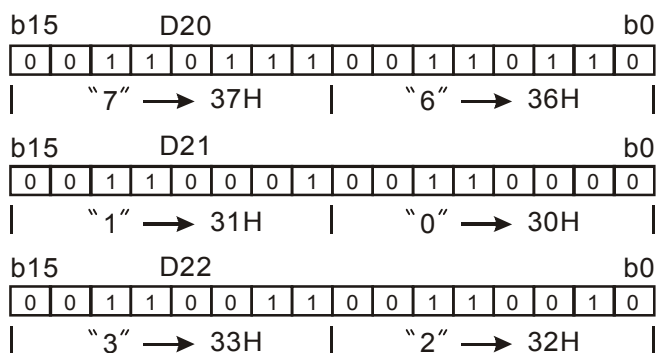 b15 D20 b0
0 0 1 1 0 1 1 1 0 0 1 1 0 1 1 0
"7" → 37H "6" → 36H
b15 D21 b0
0 0 1 1 0 0 0 1 0 0 1 1 0 0 0 0
"1" → 31H "0" → 30H
b15 D22 b0
0 0 1 1 0 0 1 1 0 0 1 1 0 0 1 0
"3" → 33H "2" → 32H